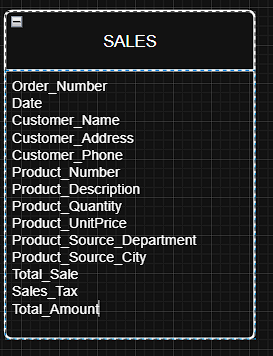 SALES
Order_Number
Date
Customer_Name
Customer_Address
Customer_Phone
Product_Number
Product_Description
Product_Quantity
Product_UnitPrice
Product_Source_Department
Product_Source_City
Total_Sale
Sales_Tax
Total_Amount